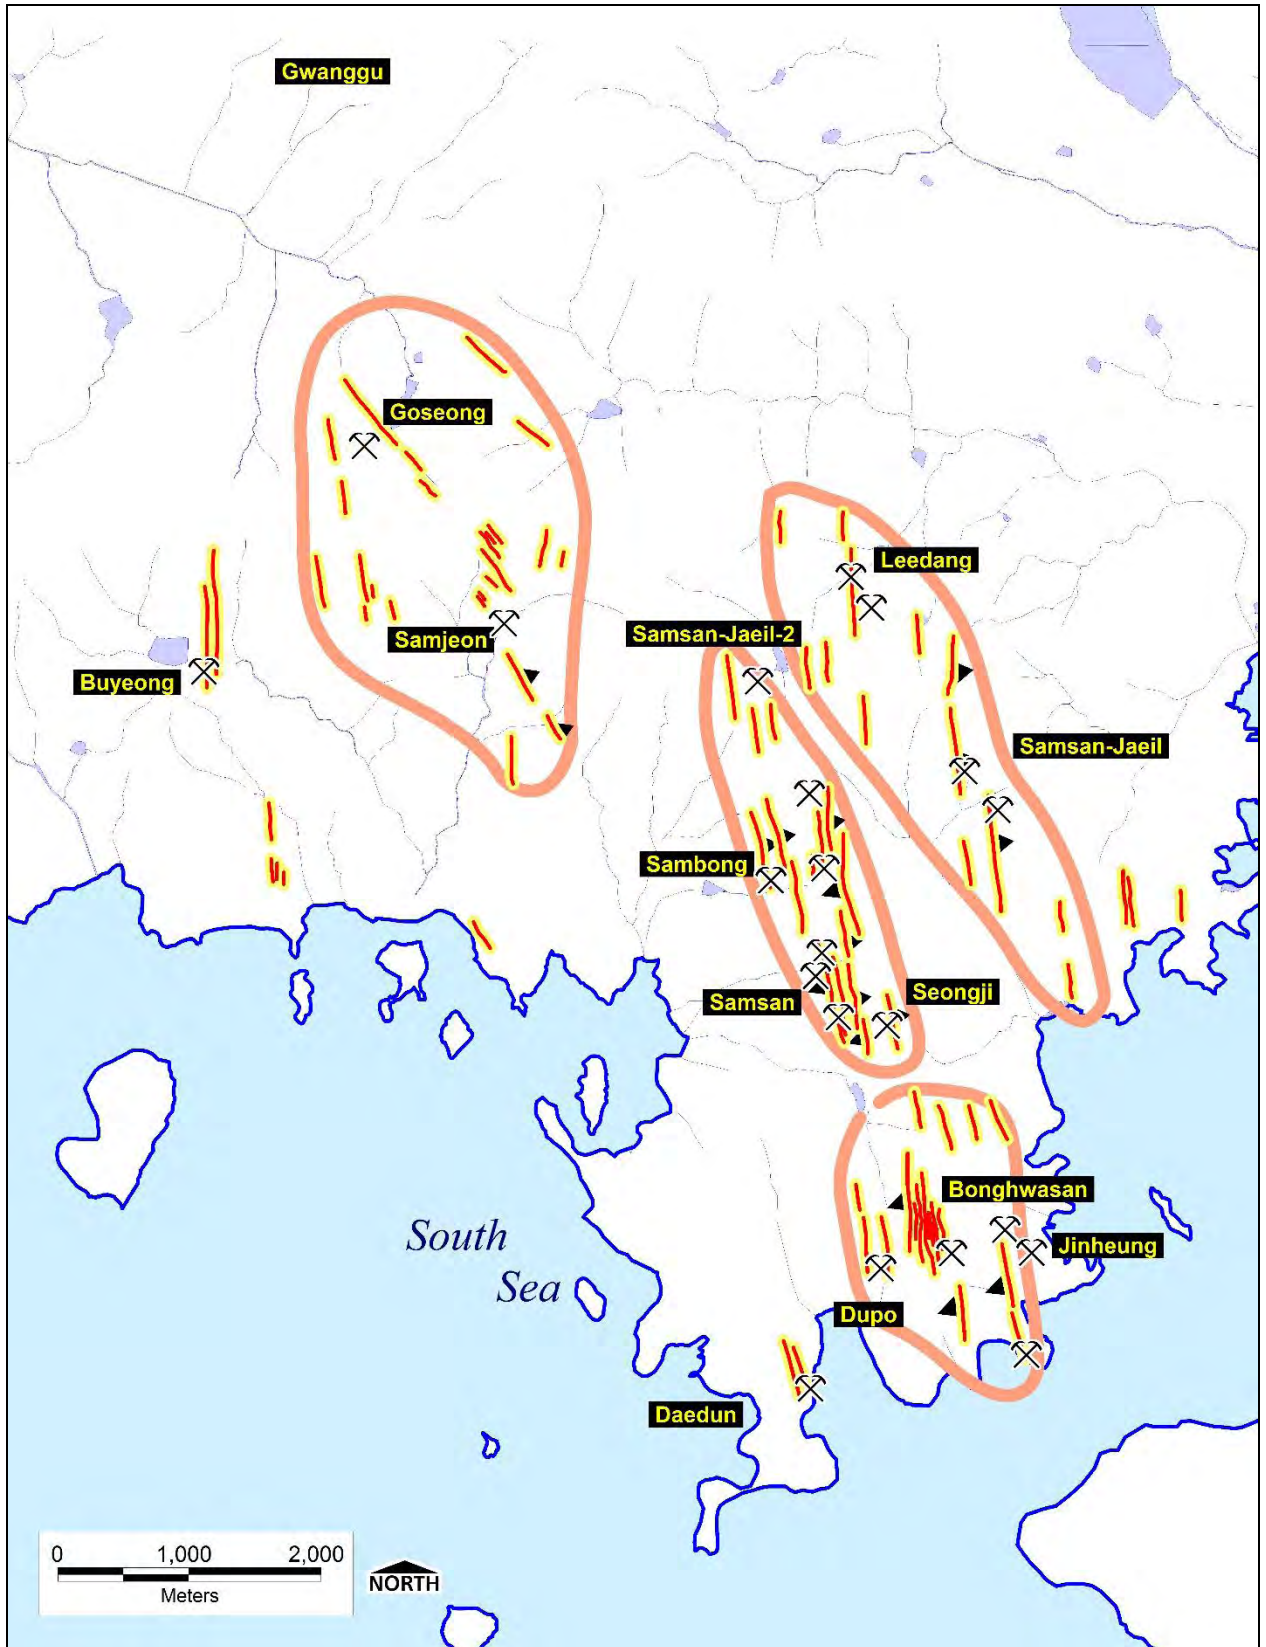 Gwanggu
Goseong
Leedang
Samsan-Jaeil-2
Samjeon
Buyeong
Samsan-Jaeil
Sambong
Seongji
Samsan
Bonghwasan
South
Sea
Jinheung
Dupo
Daedun
0 1,000 2,000
Meters
NORTH